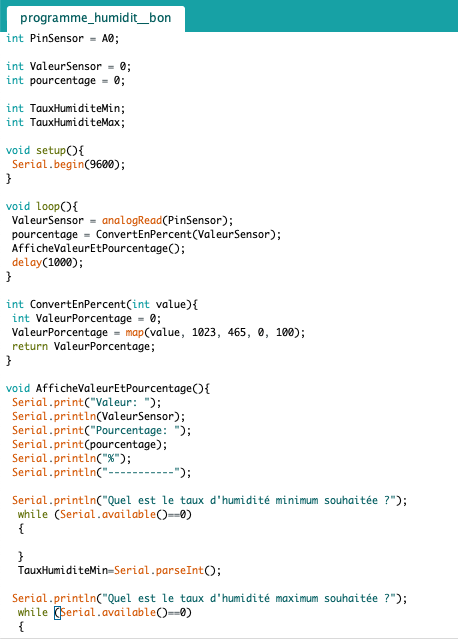 programme_humidit__bon
int PinSensor = A0;
int ValeurSensor = 0;
int pourcentage = 0;
int TauxHumiditeMin;
int TauxHumiditeMax;
void setup(){
Serial.begin(9600);
}
void loop(){
ValeurSensor = analogRead(PinSensor);
pourcentage = ConvertEnPercent(ValeurSensor);
AfficheValeurEtPourcentage();
delay(1000);
}
int ConvertEnPercent(int value){
int ValeurPorcentage = 0;
ValeurPorcentage = map(value, 1023, 465, 0, 100);
return ValeurPorcentage;
}
void AfficheValeurEtPourcentage(){
Serial.print("Valeur: ");
Serial.println(ValeurSensor);
Serial.print("Pourcentage: ");
Serial.print(pourcentage);
Serial.println("%");
Serial.println("-----------");
Serial.println("Quel est le taux d'humidité minimum souhaitée ?");
while (Serial.available()==0)
{
}
TauxHumiditeMin=Serial.parseInt();
Serial.println("Quel est le taux d'humidité maximum souhaitée ?");
while (Serial.available()==0)
{